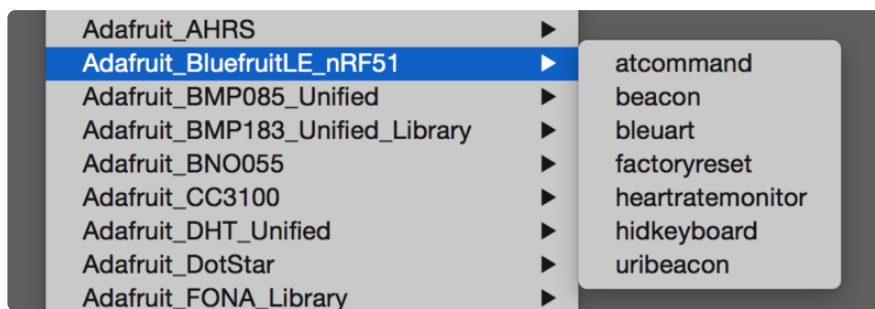 Adafruit_AHRS
Adafruit_BluefruitLE_nRF51
Adafruit_BMP085_Unified
Adafruit_BMP183_Unified_Library
Adafruit_BNO055
Adafruit_CC3100
Adafruit_DHT_Unified
Adafruit_DotStar
Adafruit_FONA_Library
atcommand
beacon
bleuart
factoryreset
heartratemonitor
hidkeyboard
uribeacon